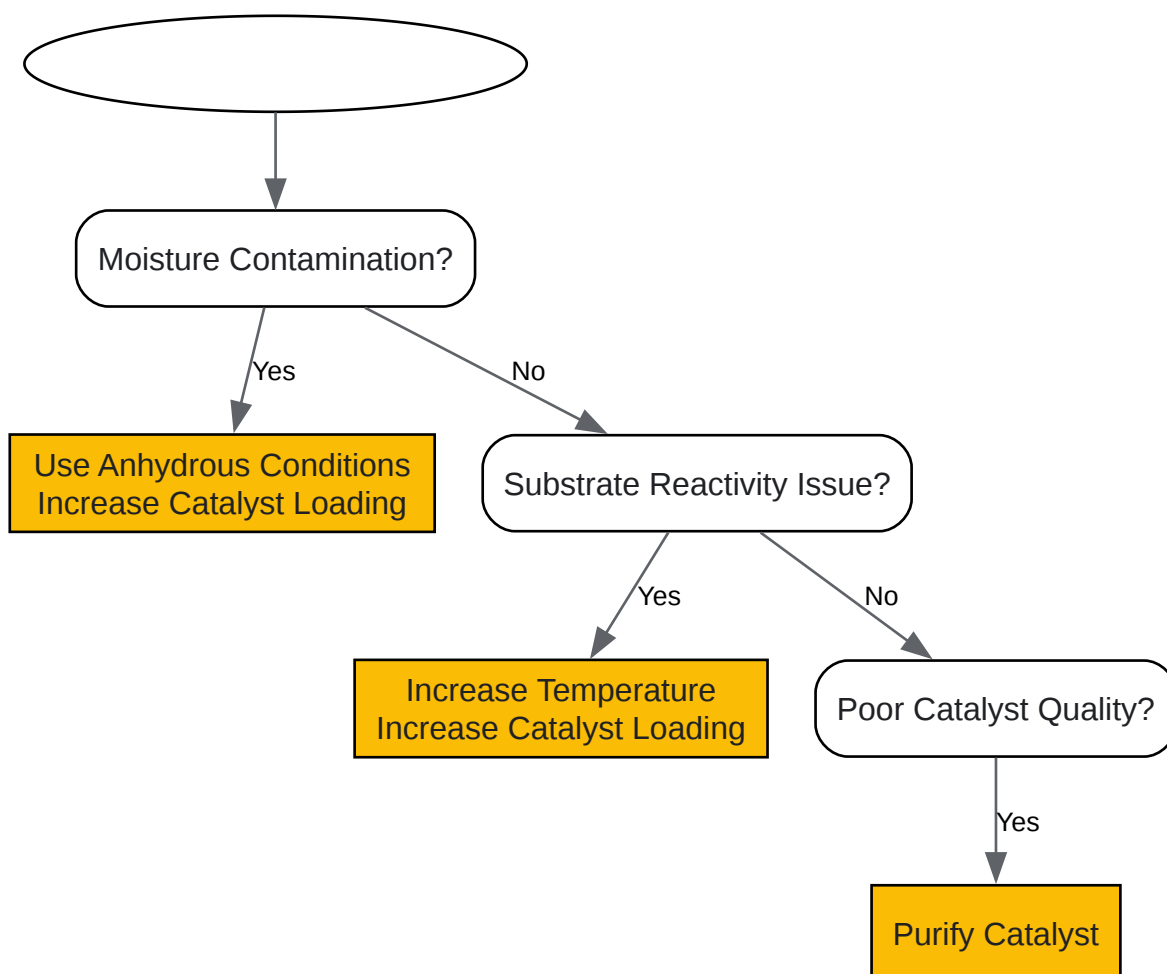 Moisture Contamination?
Yes
No
Use Anhydrous Conditions
Increase Catalyst Loading
Substrate Reactivity Issue?
Yes
No
Increase Temperature
Increase Catalyst Loading
Poor Catalyst Quality?
Yes
Purify Catalyst